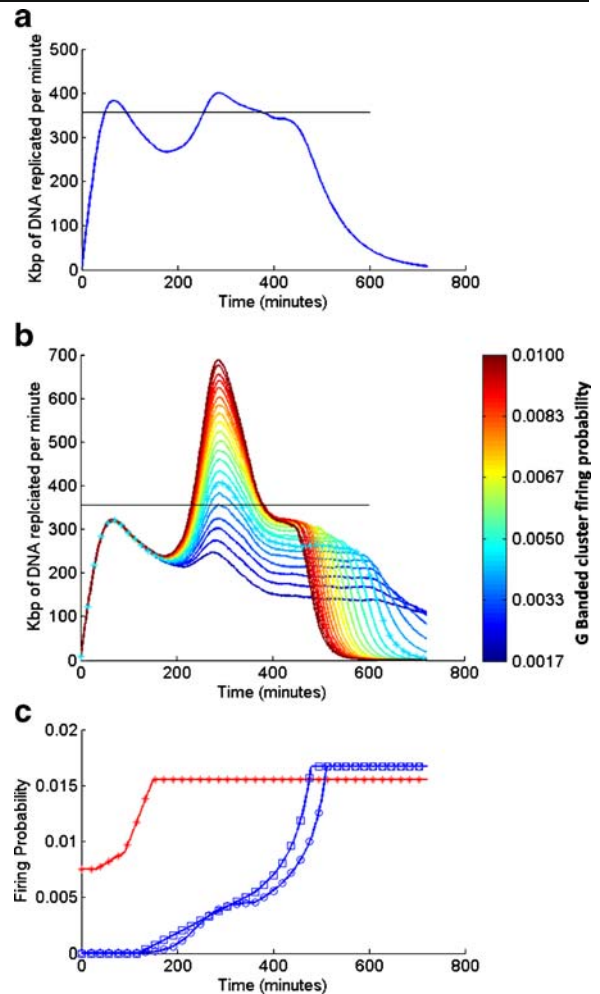 a
500
400
300
200
100
0
Kbp of DNA replicated per minute
0 200 400 600 800
Time (minutes)
b
700
600
500
400
300
200
100
0
Kbp of DNA replciated per minute
0 200 400 600 800
Time (minutes)
0.0100
0.0083
0.0067
0.0050
0.0033
0.0017
G Banded cluster firing probability
c
0.02
0.015
0.01
0.005
0
Firing Probability
0 200 400 600 800
Time (minutes)